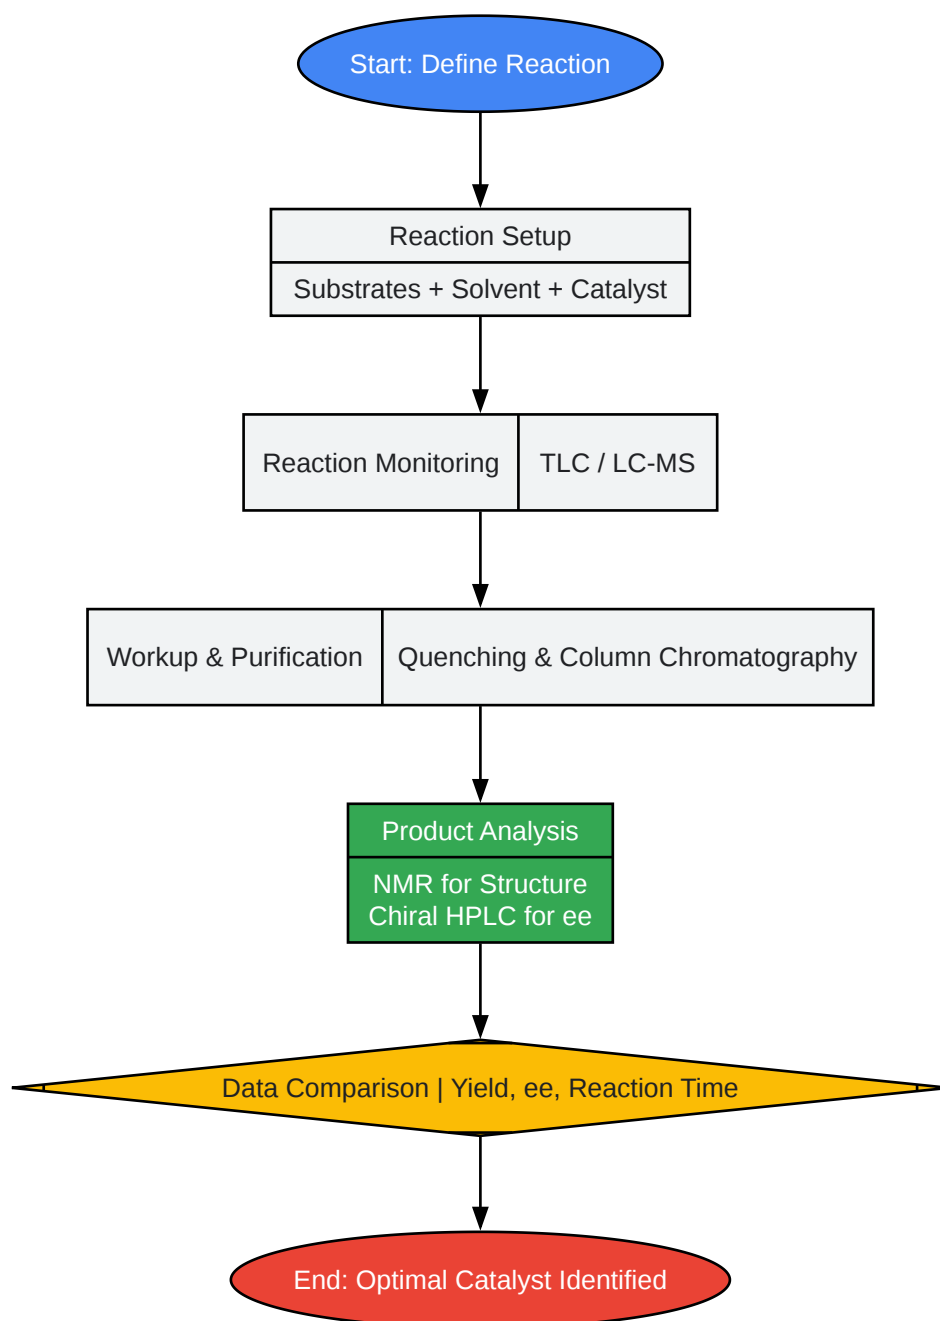 Start: Define Reaction
Reaction Setup
Substrates + Solvent + Catalyst
Reaction Monitoring
TLC / LC-MS
Workup & Purification
Quenching & Column Chromatography
Product Analysis
NMR for Structure
Chiral HPLC for ee
Data Comparison | Yield, ee, Reaction Time
End: Optimal Catalyst Identified